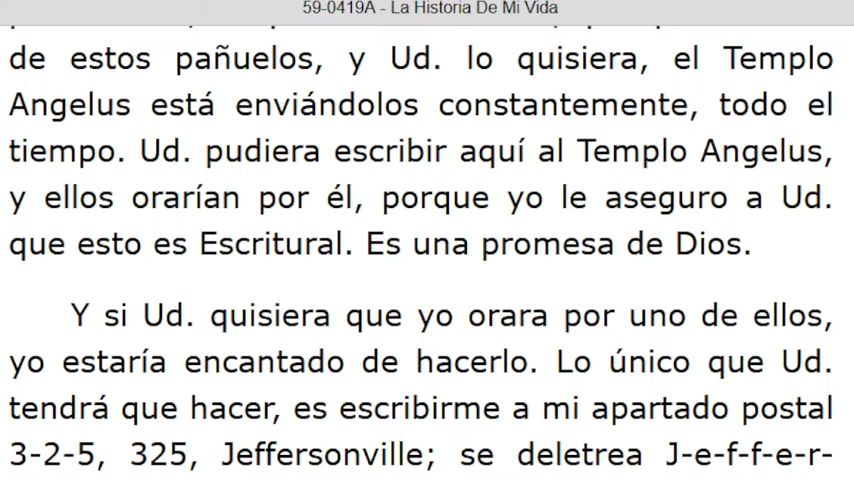 59-0419A - La Historia De Mi Vida
de estos pañuelos, y Ud. lo quisiera, el Templo
Angelus está enviándolos constantemente, todo el
tiempo. Ud. pudiera escribir aquí al Templo Angelus,
y ellos orarían por él, porque yo le aseguro a Ud.
que esto es Escritural. Es una promesa de Dios.
Y si Ud. quisiera que yo orara por uno de ellos,
yo estaría encantado de hacerlo. Lo único que Ud.
tendrá que hacer, es escribirme a mi apartado postal
3-2-5, 325, Jeffersonville; se deletrea J-e-f-f-e-r-